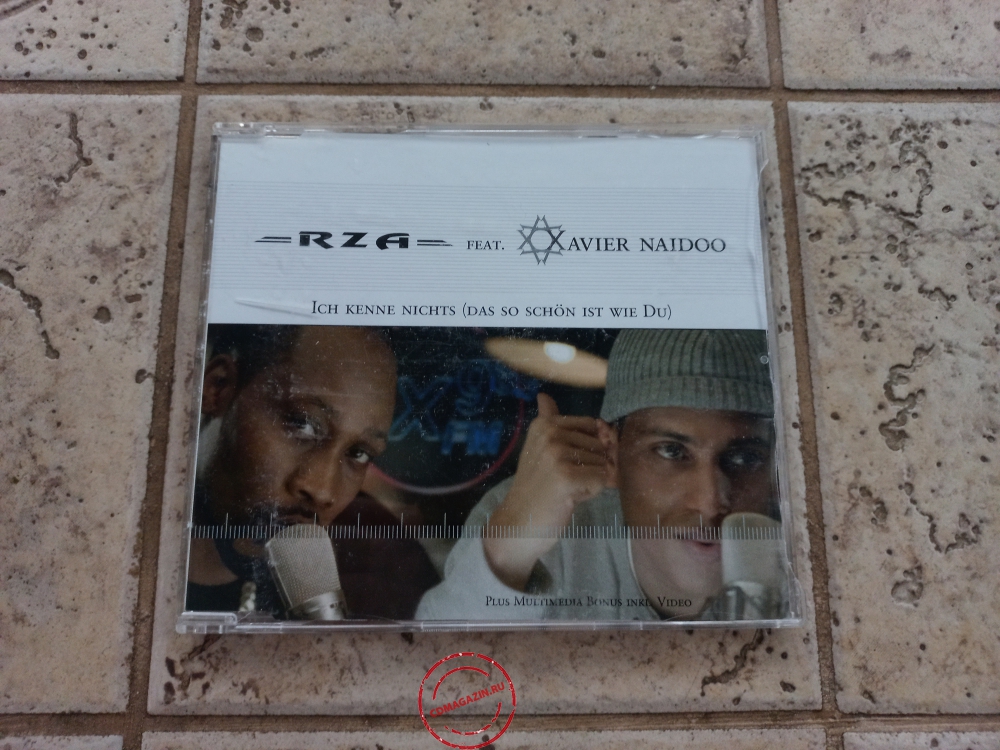 RZA FEAT. XAVIER NAIDOO
ICH KENNE NICHTS (DAS SO SCHÖN IST WIE DU)
FM
PLUS MULTIMEDIA BONUS INKL. VIDEO
CDMAGAZIN.RU